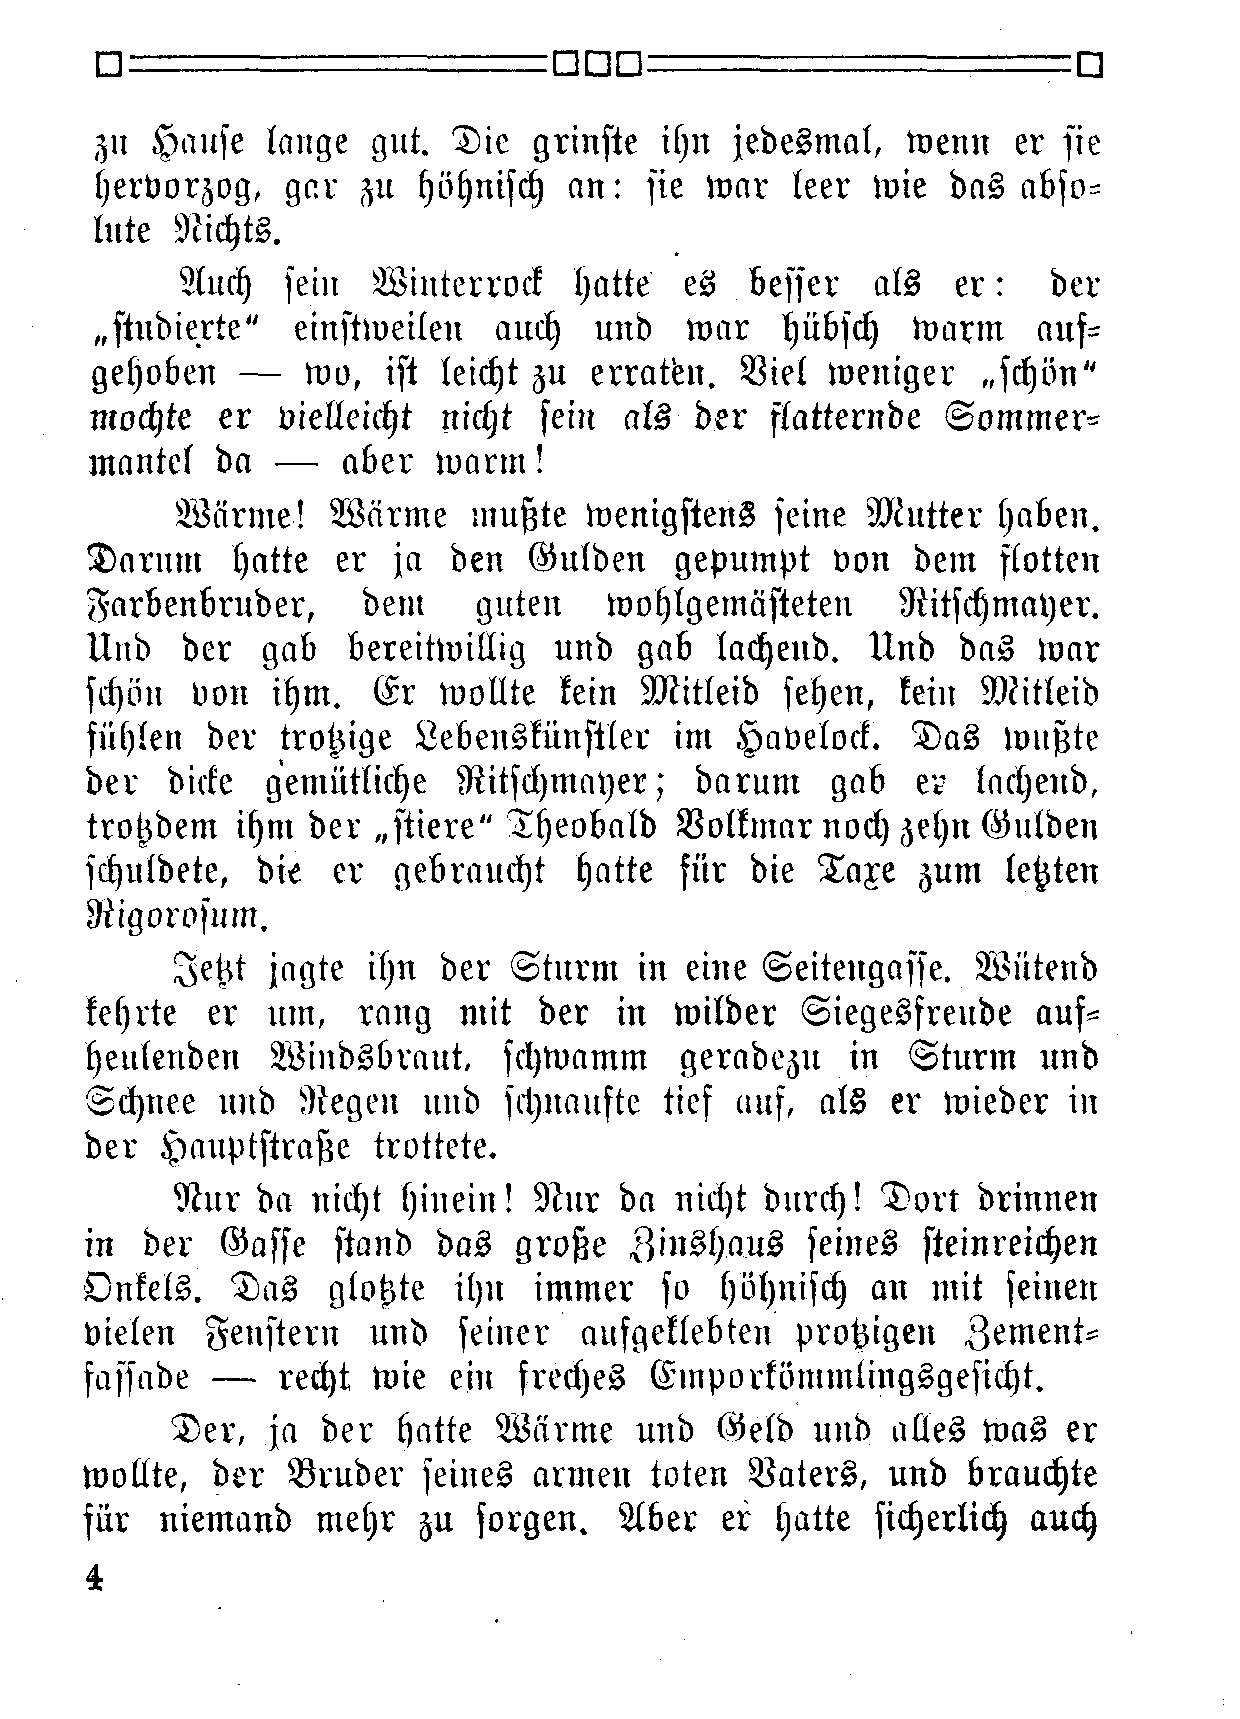 zu Hause lange gut. Die grinste ihn jedesmal, wenn er sie
hervorzog, gar zu höhnisch an: sie war leer wie das abso-
lute Nichts.
Auch sein Winterrock hatte es besser als er: der
„studierte“ einstweilen auch und war hübsch warm auf-
gehoben — wo, ist leicht zu erraten. Viel weniger „schön“
mochte er vielleicht nicht sein als der flatternde Sommer-
mantel da — aber warm!
Wärme! Wärme mußte wenigstens seine Mutter haben.
Darum hatte er ja den Gulden gepumpt von dem flotten
Farbenbruder, dem guten wohlgemästeten Ritschmayer.
Und der gab bereitwillig und gab lachend. Und das war
schön von ihm. Er wollte kein Mitleid sehen, kein Mitleid
fühlen der trotzige Lebenskünstler im Havelock. Das wußte
der dicke gemütliche Ritschmayer; darum gab er lachend,
trotzdem ihm der „stiere“ Theobald Volkmar noch zehn Gulden
schuldete, die er gebraucht hatte für die Taxe zum letzten
Rigorosum.
Jetzt jagte ihn der Sturm in eine Seitengasse. Wütend
kehrte er um, rang mit der in wilder Siegesfreude auf-
heulenden Windsbraut, schwamm geradezu in Sturm und
Schnee und Regen und schnaufte tief auf, als er wieder in
der Hauptstraße trottete.
Nur da nicht hinein! Nur da nicht durch! Dort drinnen
in der Gasse stand das große Zinshaus seines steinreichen
Onkels. Das glotzte ihn immer so höhnisch an mit seinen
vielen Fenstern und seiner aufgeklebten protzigen Zement-
fassade — recht wie ein freches Emporkömmlingsgesicht.
Der, ja der hatte Wärme und Geld und alles was er
wollte, der Bruder seines armen toten Vaters, und brauchte
für niemand mehr zu sorgen. Aber er hatte sicherlich auch
4